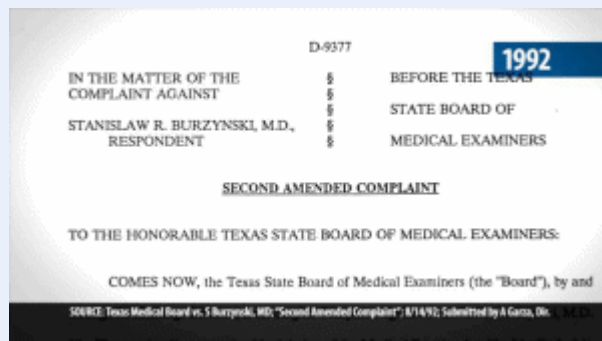 D-9377
1992
IN THE MATTER OF THE § BEFORE THE TEXAS
COMPLAINT AGAINST §
§ STATE BOARD OF
STANISLAW R. BURZYNSKI, M.D., §
RESPONDENT § MEDICAL EXAMINERS
SECOND AMENDED COMPLAINT
TO THE HONORABLE TEXAS STATE BOARD OF MEDICAL EXAMINERS:
COMES NOW, the Texas State Board of Medical Examiners (the "Board"), by and
SOURCE: Texas Medical Board vs. S Burzynski, MD; "Second Amended Complaint"; 8/14/92; Submitted by A Garza, Dir.